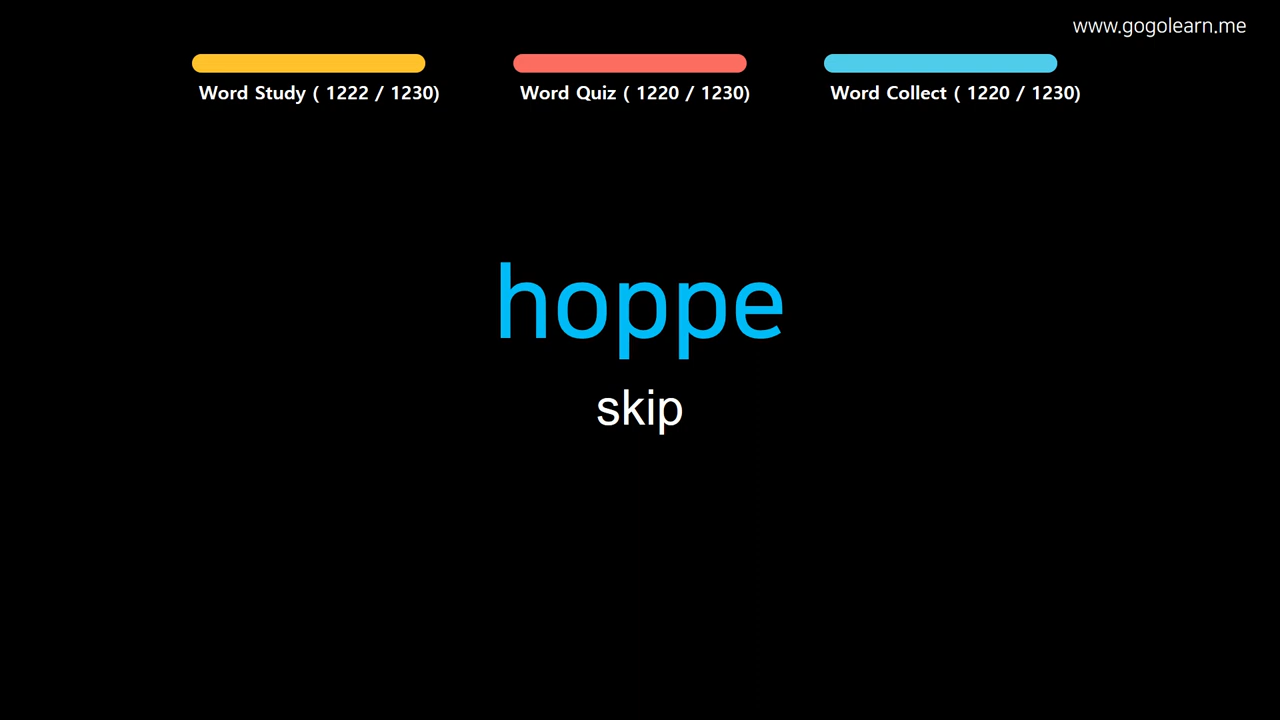 www.gogolearn.me
Word Study ( 1222 / 1230)
Word Quiz ( 1220 / 1230)
Word Collect ( 1220 / 1230)
hoppe
skip